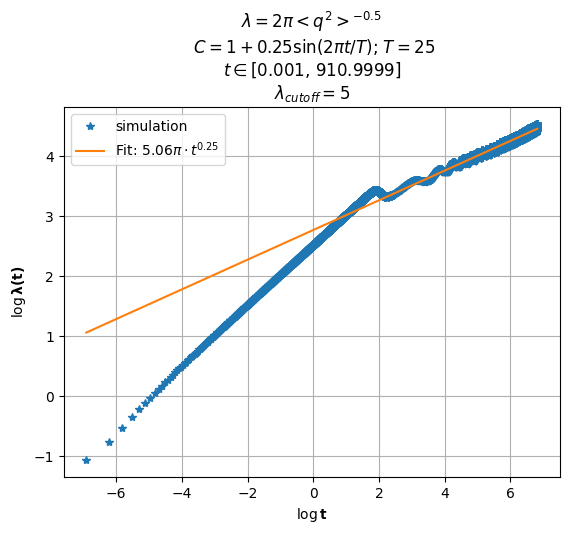 λ = 2π < q² >⁻⁰·⁵
C = 1 + 0.25sin(2πt/T); T = 25
t ∈ [0.001, 910.9999]
λ_cutoff = 5
simulation
Fit: 5.06π · t⁰·²⁵
log λ(t)
4
3
2
1
0
−1
−6
−4
−2
0
2
4
6
log t